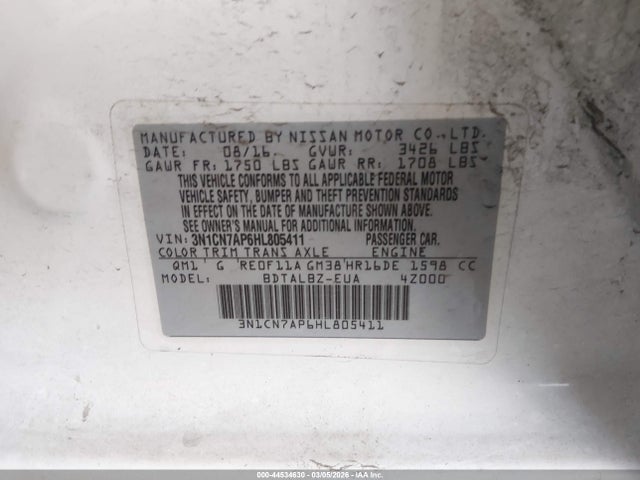 MANUFACTURED BY NISSAN MOTOR CO.,LTD.
DATE: 08/16 GVWR: 3426 LBS
GAWR FR: 1750 LBS GAWR RR: 1708 LBS
THIS VEHICLE CONFORMS TO ALL APPLICABLE FEDERAL MOTOR
VEHICLE SAFETY, BUMPER AND THEFT PREVENTION STANDARDS
IN EFFECT ON THE DATE OF MANUFACTURE SHOWN ABOVE.
SEE OWNER'S MANUAL FOR ADDITIONAL INFORMATION.
VIN: 3N1CN7AP6HL805411 PASSENGER CAR.
COLOR TRIM TRANS AXLE ENGINE
QM1 G RE0F11A GM38 HR16DE 1598 CC
MODEL: BDTALBZ-EUA 4Z000
3N1CN7AP6HL805411
000-44534630 | 03/05/2026 - IAA Holdings, LLC